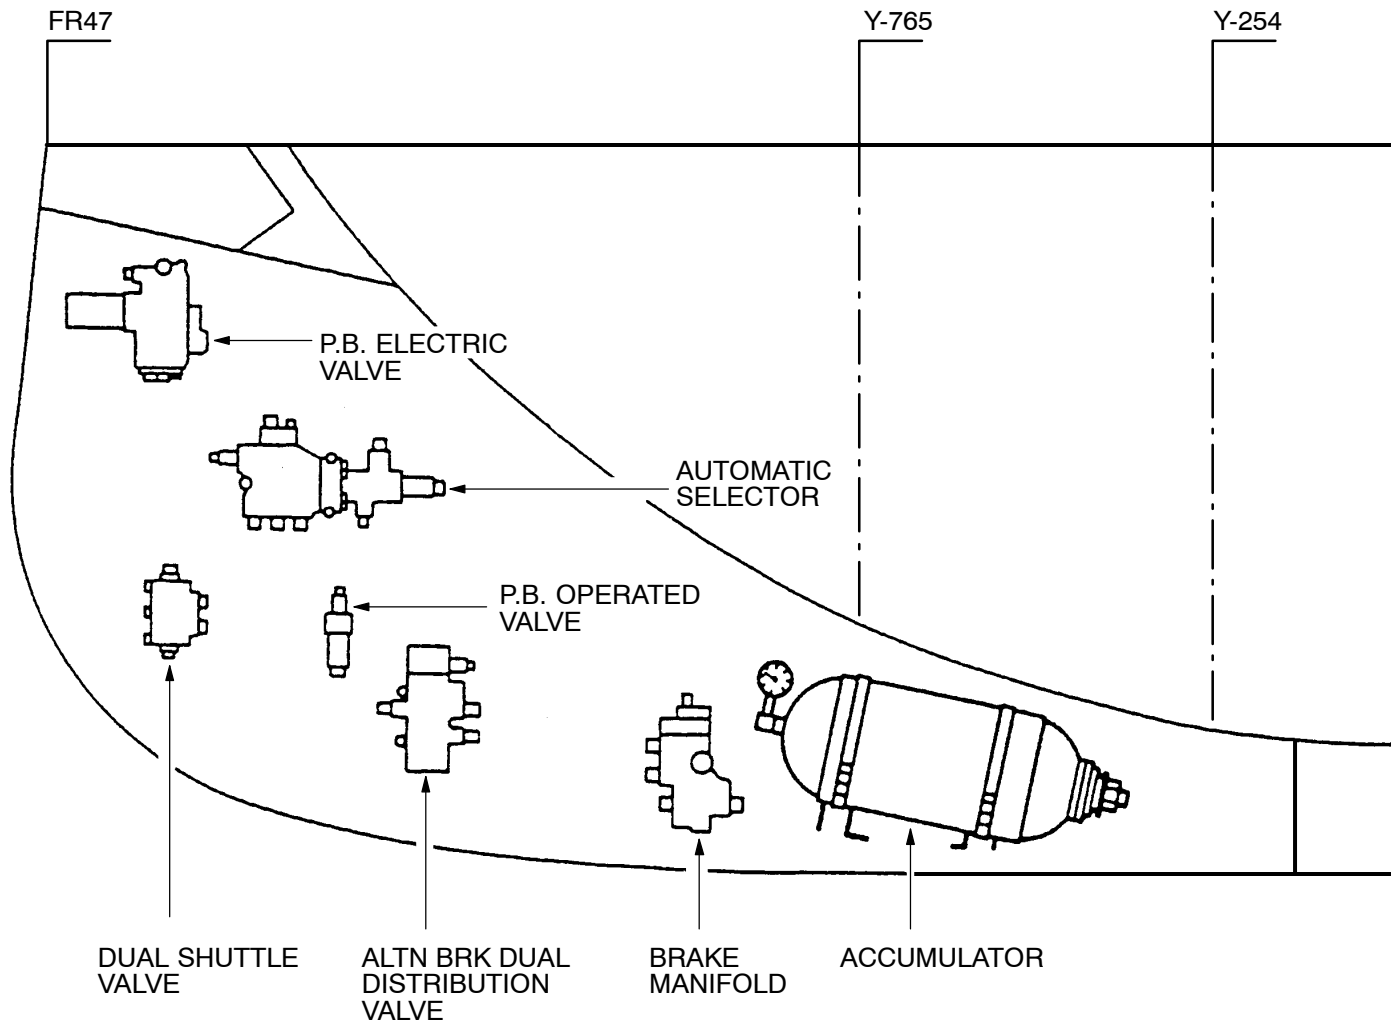 FR47
Y-765
Y-254
P.B. ELECTRIC
VALVE
AUTOMATIC
SELECTOR
P.B. OPERATED
VALVE
DUAL SHUTTLE
VALVE
ALTN BRK DUAL
DISTRIBUTION
VALVE
BRAKE
MANIFOLD
ACCUMULATOR